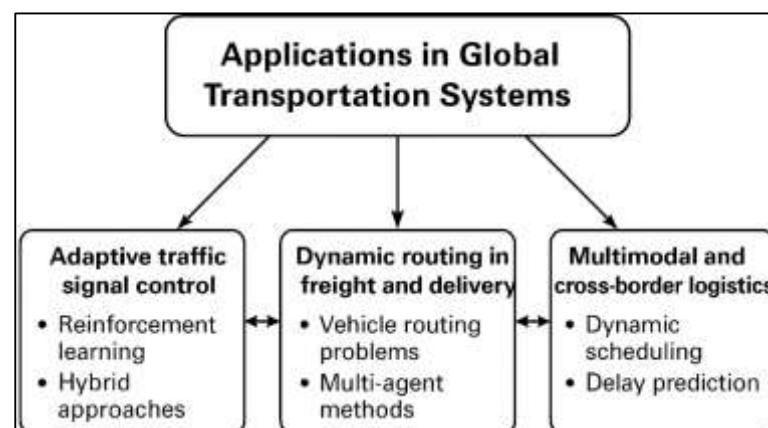 Applications in Global
Transportation Systems
Adaptive traffic
signal control
• Reinforcement
learning
• Hybrid
approaches
Dynamic routing in
freight and delivery
• Vehicle routing
problems
• Multi-agent
methods
Multimodal and
cross-border logistics
• Dynamic
scheduling
• Delay prediction